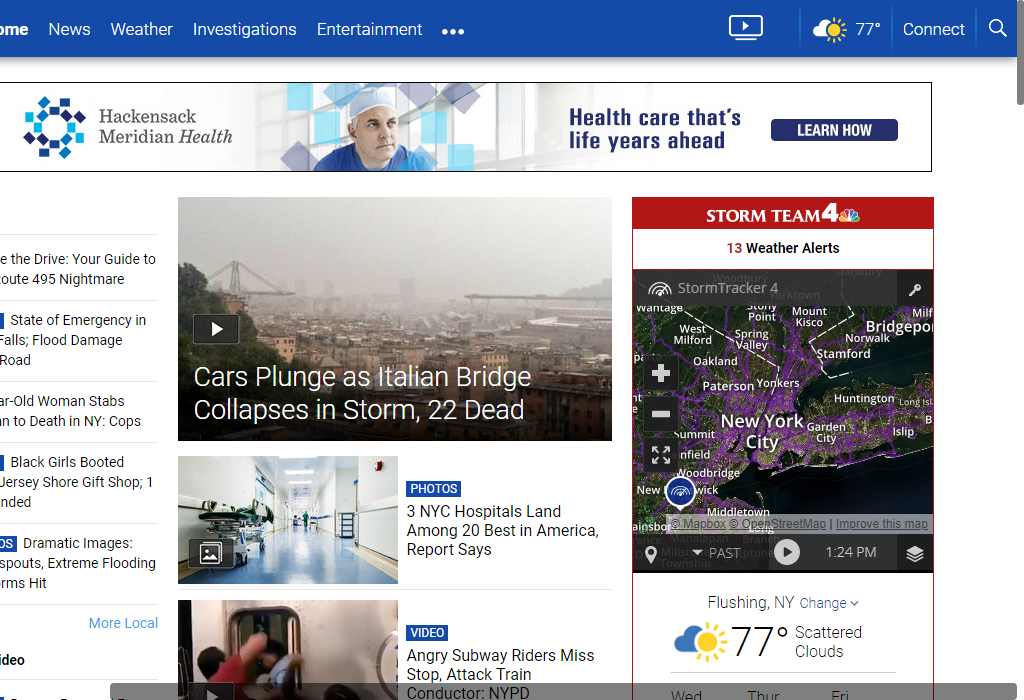 ome News Weather Investigations Entertainment ••• 77° Connect
Hackensack
Meridian Health
Health care that's
life years ahead
LEARN HOW
e the Drive: Your Guide to
oute 495 Nightmare
State of Emergency in
Falls; Flood Damage
Road
ar-Old Woman Stabs
n to Death in NY: Cops
Black Girls Booted
Jersey Shore Gift Shop; 1
nded
OS Dramatic Images:
spouts, Extreme Flooding
rms Hit
More Local
ideo
Cars Plunge as Italian Bridge
Collapses in Storm, 22 Dead
PHOTOS
3 NYC Hospitals Land
Among 20 Best in America,
Report Says
VIDEO
Angry Subway Riders Miss
Stop, Attack Train
Conductor: NYPD
STORM TEAM 4
13 Weather Alerts
StormTracker 4
Woodbury
Danbury
Yorktown
Wantage
Stony
Point
Mount
Kisco
Milf
West
Milford
Spring
Valley
Bridgepor
Norwalk
Stamford
Oakland
Paterson
Yonkers
Huntington
Long Isl
New York
City
Garden
City
Islip
B
Summit
nfield
Woodbridge
New
wick
Middletown
ainsbor
© Mapbox © OpenStreetMap | Improve this map
Manalapan
Township
PAST
1:24 PM
Flushing, NY Change
77° Scattered
Clouds
Wed Thur Fri